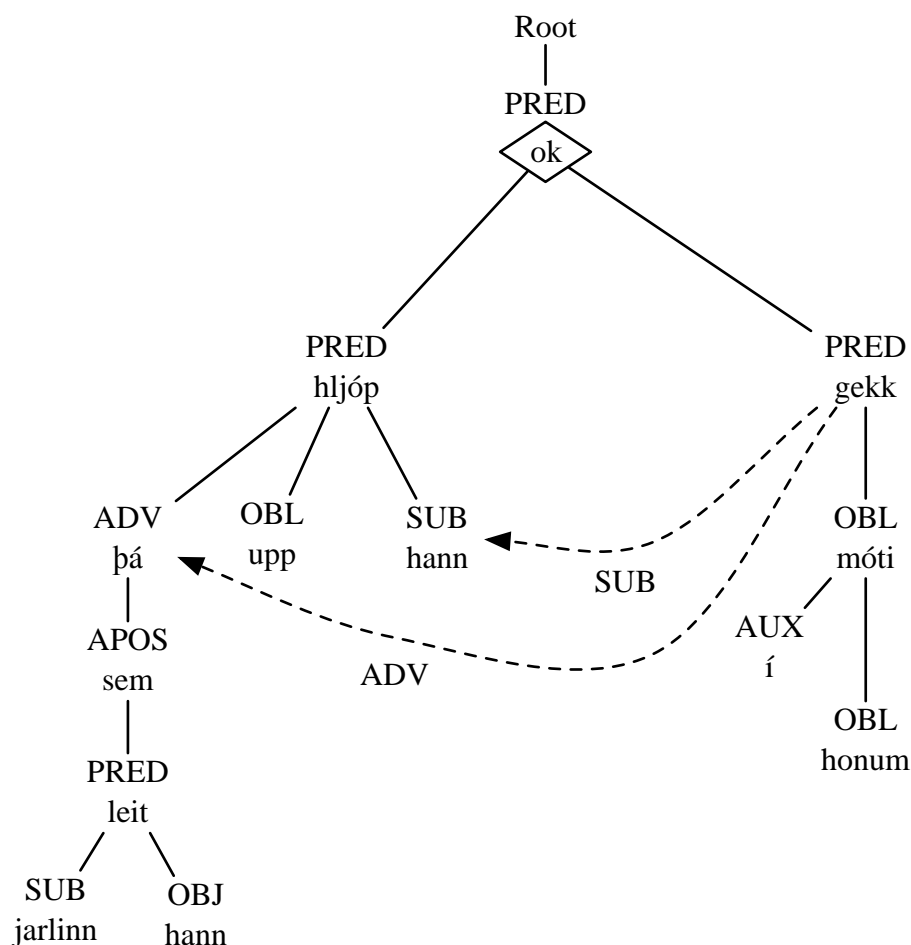 Root
PRED
ok
PRED
hljóp
PRED
gekk
ADV
þá
OBL
upp
SUB
hann
OBL
móti
SUB
ADV
APOS
sem
AUX
í
OBL
honum
PRED
leit
SUB
jarlinn
OBJ
hann